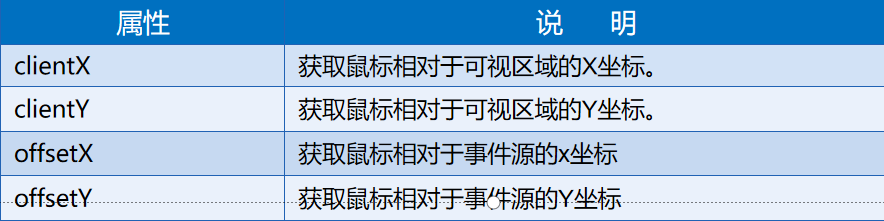 属性 说 明
clientX 获取鼠标相对于可视区域的X坐标。
clientY 获取鼠标相对于可视区域的Y坐标。
offsetX 获取鼠标相对于事件源的x坐标
offsetY 获取鼠标相对于事件源的Y坐标